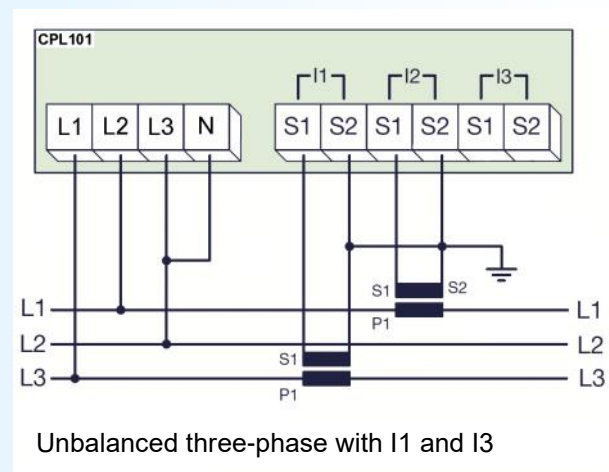 CPL101
I1 I2 I3
L1 L2 L3 N S1 S2 S1 S2 S1 S2
S1 S2
L1 L1
P1
L2 L2
S1
L3 L3
P1
Unbalanced three-phase with I1 and I3